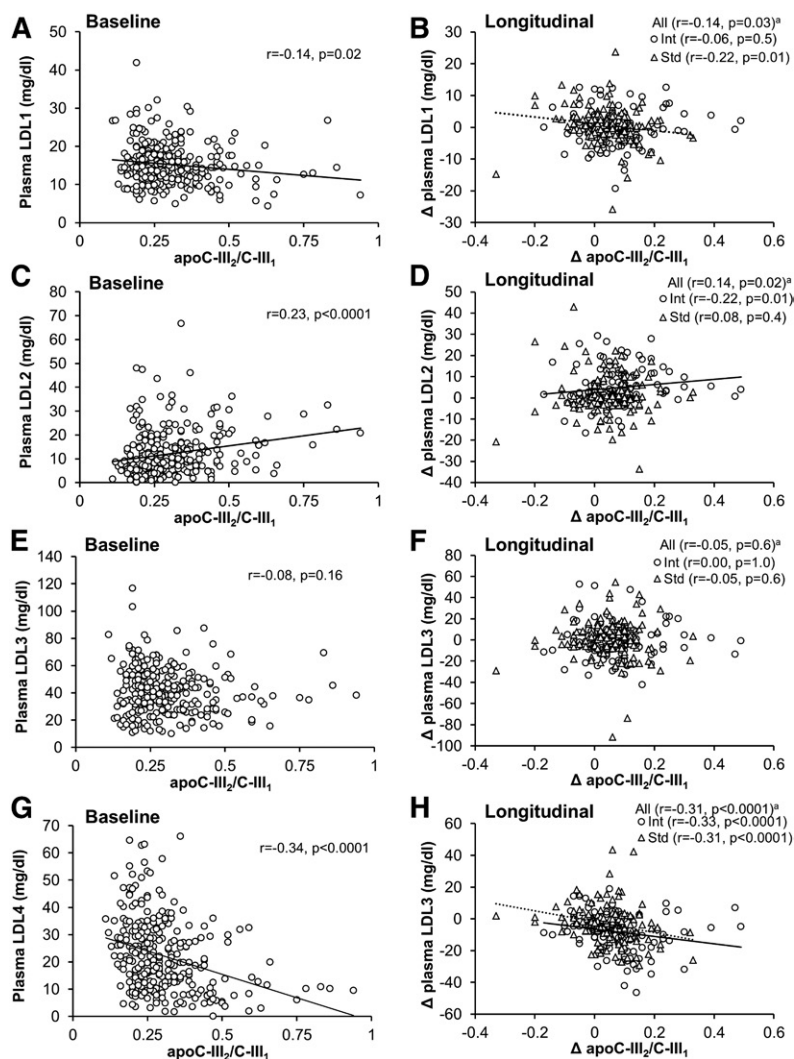 A
Baseline
r=-0.14, p=0.02
Plasma LDL1 (mg/dl)
50
40
30
20
10
0
0 0.25 0.5 0.75 1
apoC-III₂/C-III₁
B
Longitudinal
All (r=-0.14, p=0.03)ᵃ
Int (r=-0.06, p=0.5)
Std (r=-0.22, p=0.01)
Δ plasma LDL1 (mg/dl)
30
20
10
0
-10
-20
-30
-0.4 -0.2 0 0.2 0.4 0.6
Δ apoC-III₂/C-III₁
C
Baseline
r=0.23, p<0.0001
Plasma LDL2 (mg/dl)
80
70
60
50
40
30
20
10
0
0 0.25 0.5 0.75 1
apoC-III₂/C-III₁
D
Longitudinal
All (r=0.14, p=0.02)ᵃ
Int (r=-0.22, p=0.01)
Std (r=0.08, p=0.4)
Δ plasma LDL2 (mg/dl)
50
40
30
20
10
0
-10
-20
-30
-40
-0.4 -0.2 0 0.2 0.4 0.6
Δ apoC-III₂/C-III₁
E
Baseline
r=-0.08, p=0.16
Plasma LDL3 (mg/dl)
140
120
100
80
60
40
20
0
0 0.25 0.5 0.75 1
apoC-III₂/C-III₁
F
Longitudinal
All (r=-0.05, p=0.6)ᵃ
Int (r=0.00, p=1.0)
Std (r=-0.05, p=0.6)
Δ plasma LDL3 (mg/dl)
80
60
40
20
0
-20
-40
-60
-80
-100
-0.4 -0.2 0 0.2 0.4 0.6
Δ apoC-III₂/C-III₁
G
Baseline
r=-0.34, p<0.0001
Plasma LDL4 (mg/dl)
70
60
50
40
30
20
10
0
0 0.25 0.5 0.75 1
apoC-III₂/C-III₁
H
Longitudinal
All (r=-0.31, p<0.0001)ᵃ
Int (r=-0.33, p<0.0001)
Std (r=-0.31, p<0.0001)
Δ plasma LDL3 (mg/dl)
60
40
20
0
-20
-40
-60
-0.4 -0.2 0 0.2 0.4 0.6
Δ apoC-III₂/C-III₁